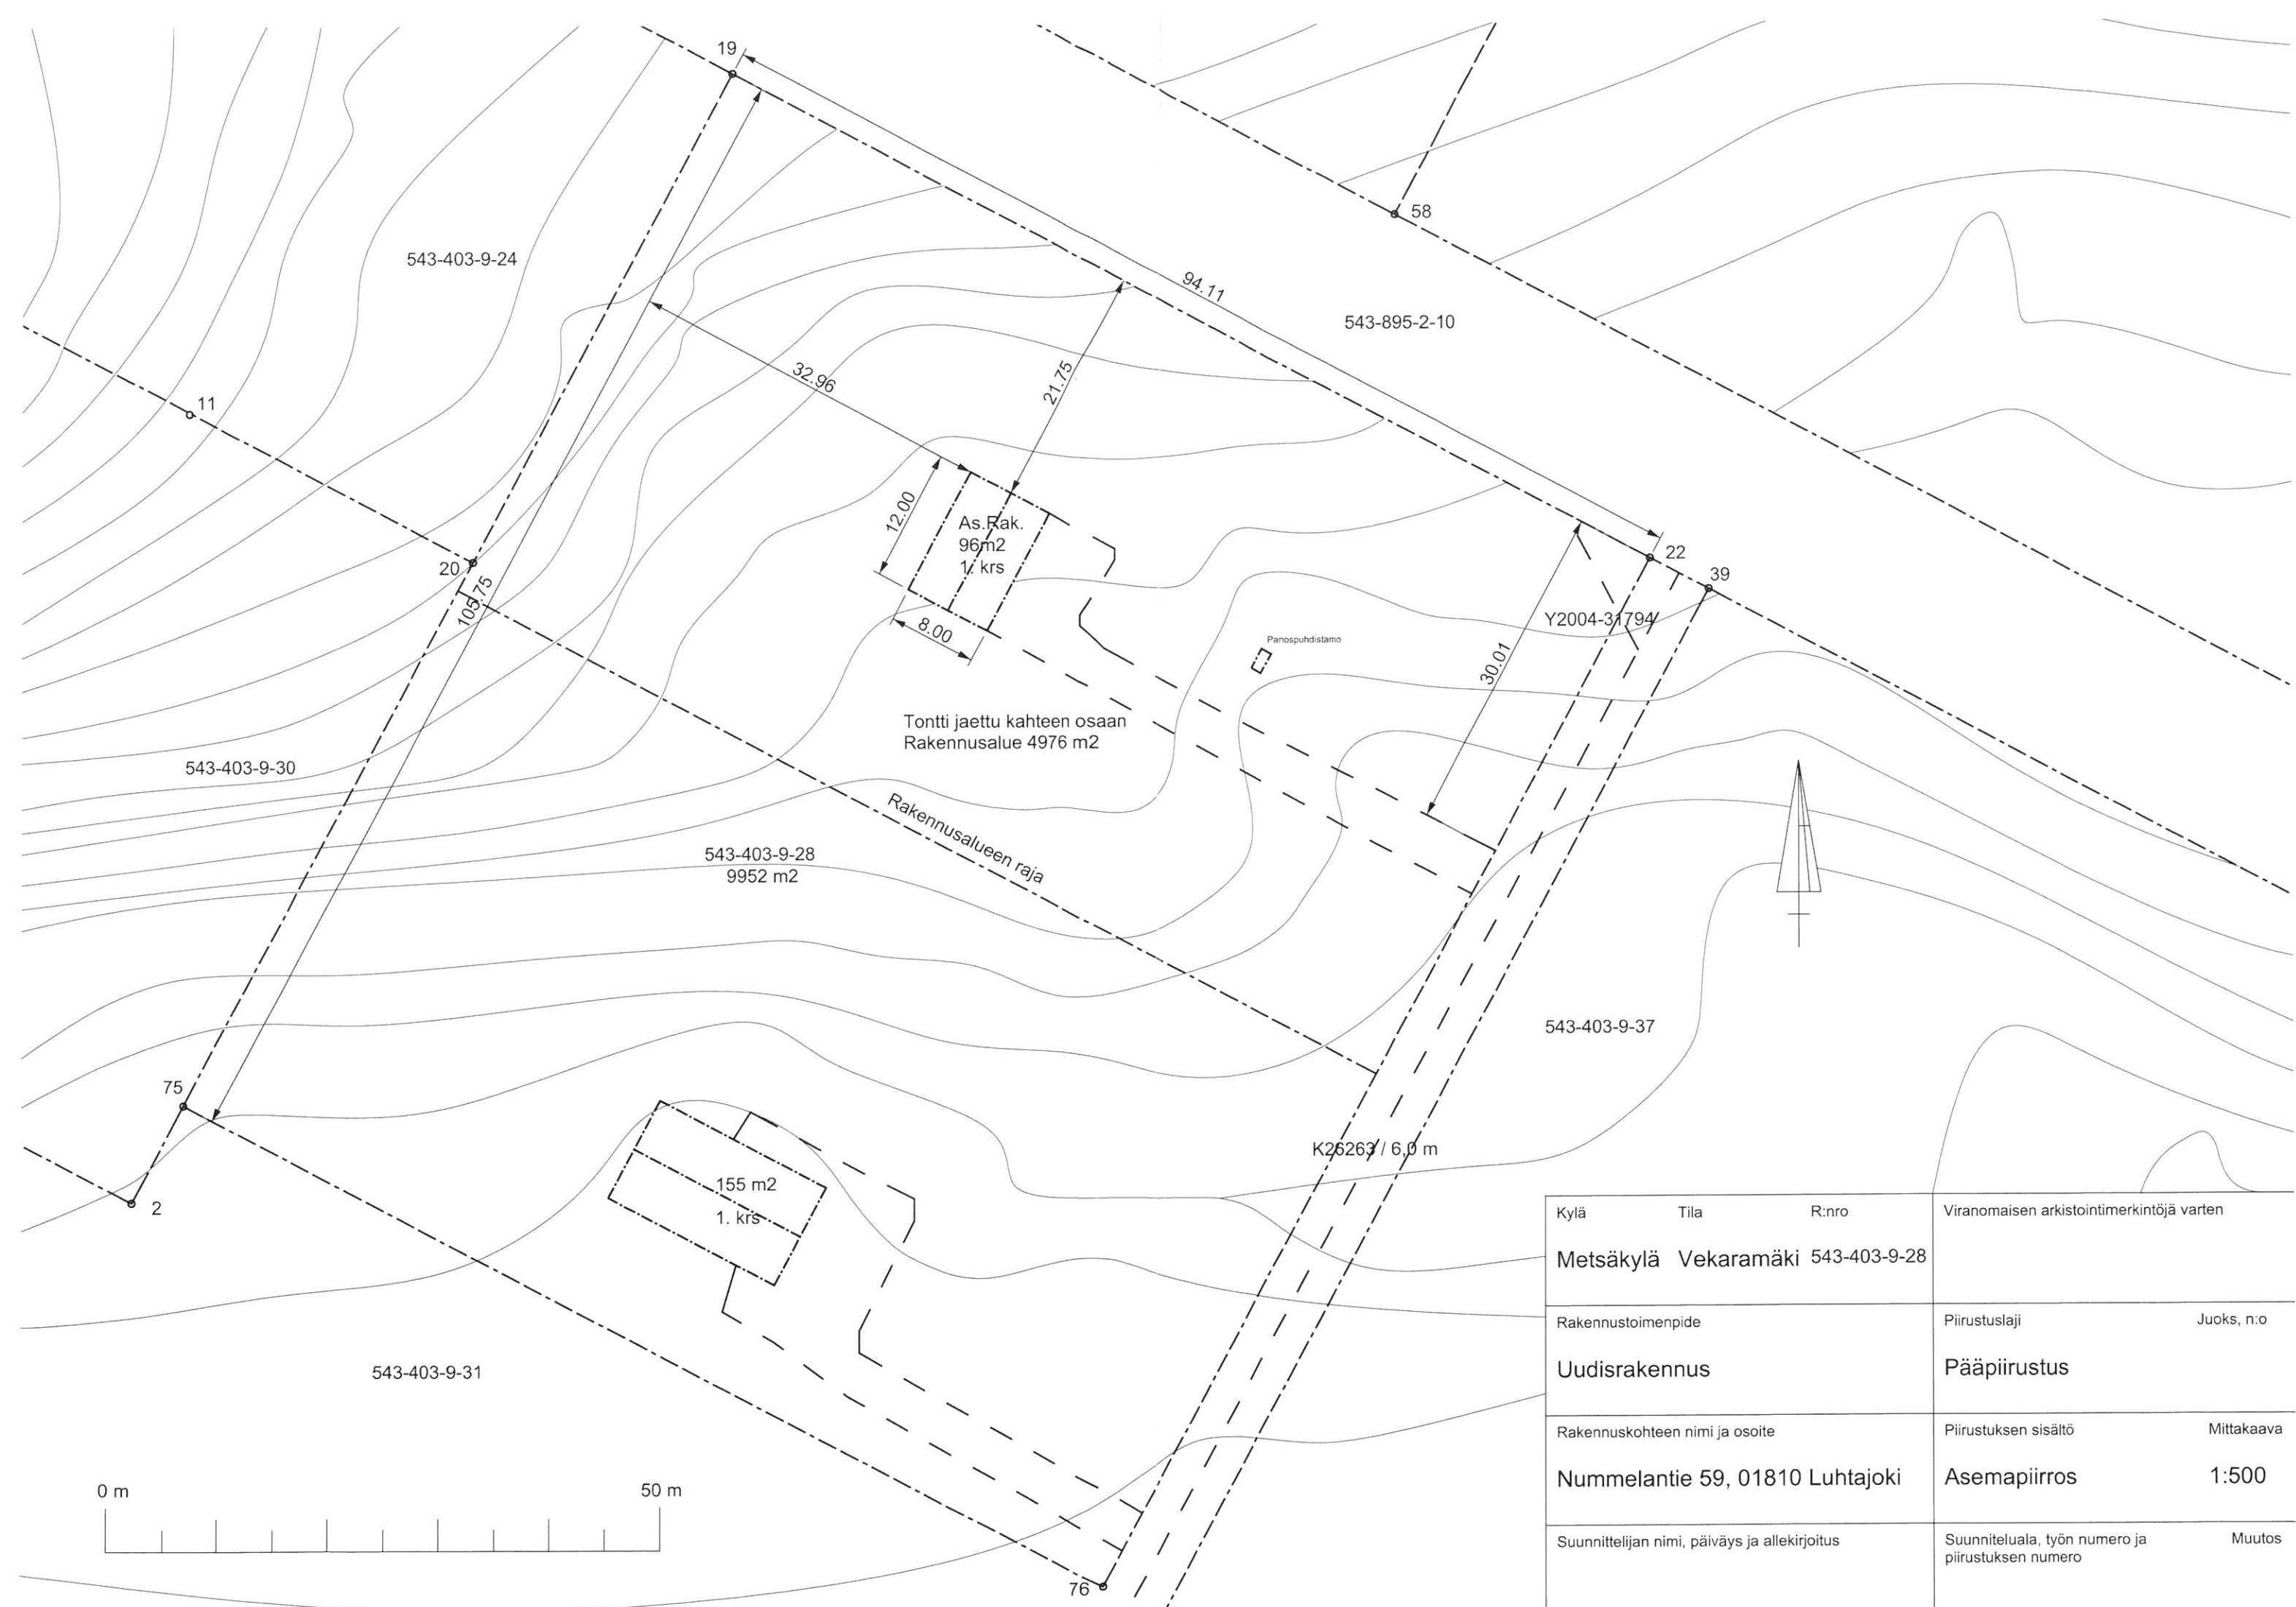 19
58
543-403-9-24
94.11
543-895-2-10
32.96
21.75
11
12.00
As.Rak.
96m2
1. krs
22
20
39
105.75
8.00
Y2004-31794
Panospuhdistamo
30.01
Tontti jaettu kahteen osaan
Rakennusalue 4976 m2
543-403-9-30
Rakennusalueen raja
543-403-9-28
9952 m2
543-403-9-37
75
K26263 / 6,0 m
155 m2
1. krs
2
543-403-9-31
0 m
50 m
76
Kylä Tila R:nro
Metsäkylä Vekaramäki 543-403-9-28
Viranomaisen arkistointimerkintöjä varten
Rakennustoimenpide
Uudisrakennus
Piirustuslaji Juoks, n:o
Pääpiirustus
Rakennuskohteen nimi ja osoite
Nummelantie 59, 01810 Luhtajoki
Piirustuksen sisältö Mittakaava
Asemapiirros 1:500
Suunnittelijan nimi, päiväys ja allekirjoitus
Suunniteluala, työn numero ja Muutos
piirustuksen numero